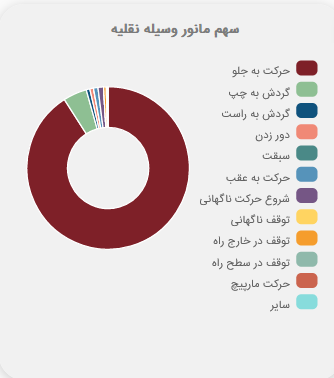 سهم مانور وسیله نقلیه
حرکت به جلو
گردش به چپ
گردش به راست
دور زدن
سبقت
حرکت به عقب
شروع حرکت ناگهانی
توقف ناگهانی
توقف در خارج راه
توقف در سطح راه
حرکت مارپیچ
سایر